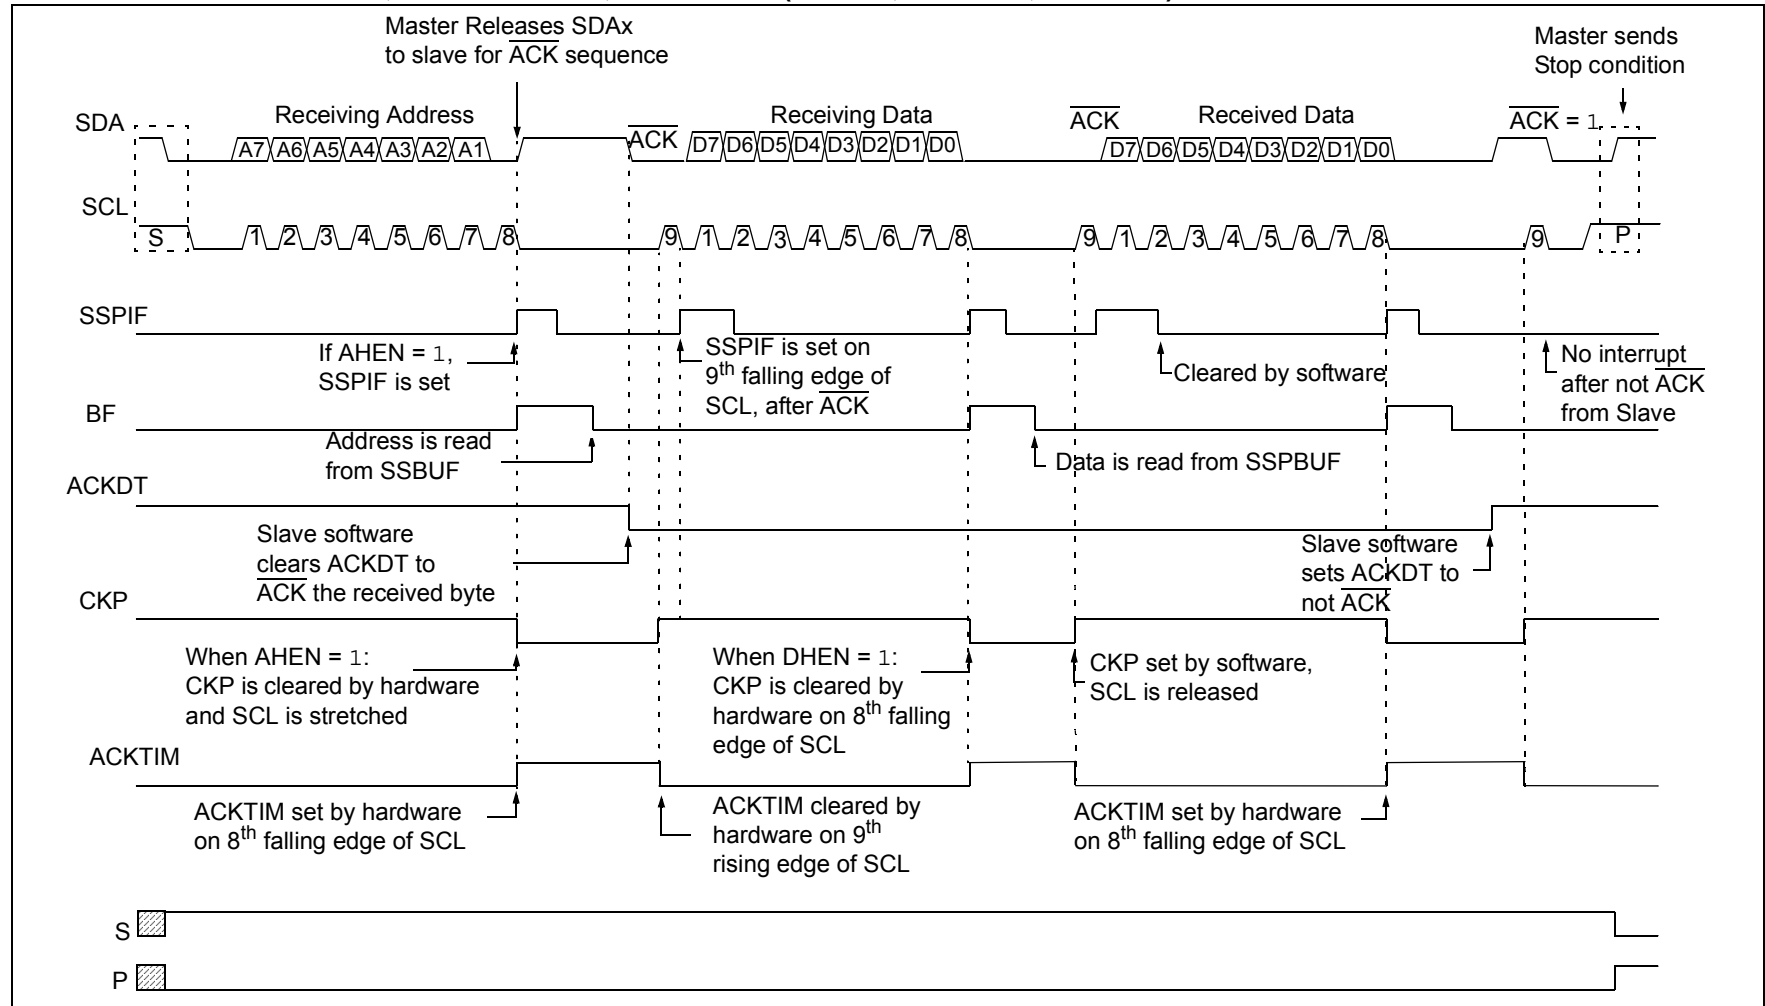 Master Releases SDAx
to slave for ACK sequence
Master sends
Stop condition
Receiving Address
Receiving Data
Received Data
SDA
ACK
ACK
ACK = 1
A7 A6 A5 A4 A3 A2 A1
D7 D6 D5 D4 D3 D2 D1 D0
D7 D6 D5 D4 D3 D2 D1 D0
SCL
S 1 2 3 4 5 6 7 8 9 1 2 3 4 5 6 7 8 9 1 2 3 4 5 6 7 8 9 P
SSPIF
If AHEN = 1,
SSPIF is set
SSPIF is set on
9th falling edge of
SCL, after ACK
Cleared by software
No interrupt
after not ACK
from Slave
BF
Address is read
from SSBUF
Data is read from SSPBUF
ACKDT
Slave software
clears ACKDT to
ACK the received byte
Slave software
sets ACKDT to
not ACK
CKP
When AHEN = 1:
CKP is cleared by hardware
and SCL is stretched
When DHEN = 1:
CKP is cleared by
hardware on 8th falling
edge of SCL
CKP set by software,
SCL is released
ACKTIM
ACKTIM set by hardware
on 8th falling edge of SCL
ACKTIM cleared by
hardware on 9th
rising edge of SCL
ACKTIM set by hardware
on 8th falling edge of SCL
S
P